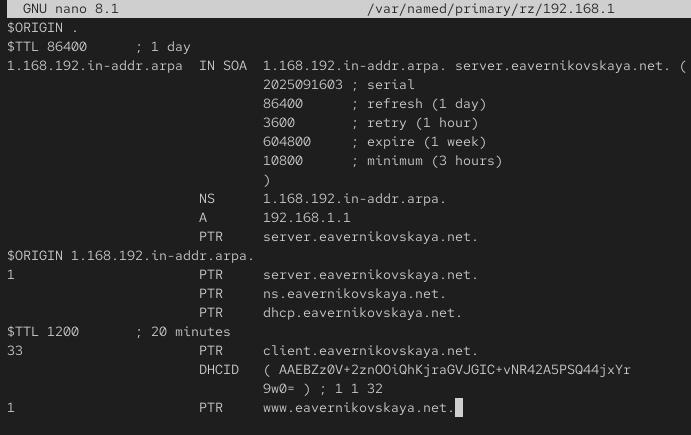 GNU nano 8.1 /var/named/primary/rz/192.168.1
$ORIGIN .
$TTL 86400 ; 1 day
1.168.192.in-addr.arpa IN SOA 1.168.192.in-addr.arpa. server.eavernikovskaya.net. (
2025091603 ; serial
86400 ; refresh (1 day)
3600 ; retry (1 hour)
604800 ; expire (1 week)
10800 ; minimum (3 hours)
)
NS 1.168.192.in-addr.arpa.
A 192.168.1.1
PTR server.eavernikovskaya.net.
$ORIGIN 1.168.192.in-addr.arpa.
1 PTR server.eavernikovskaya.net.
PTR ns.eavernikovskaya.net.
PTR dhcp.eavernikovskaya.net.
$TTL 1200 ; 20 minutes
33 PTR client.eavernikovskaya.net.
DHCID ( AAEBZz0V+2znOOiQhKjraGVJGIC+vNR42A5PSQ44jxYr
9w0= ) ; 1 1 32
1 PTR www.eavernikovskaya.net.